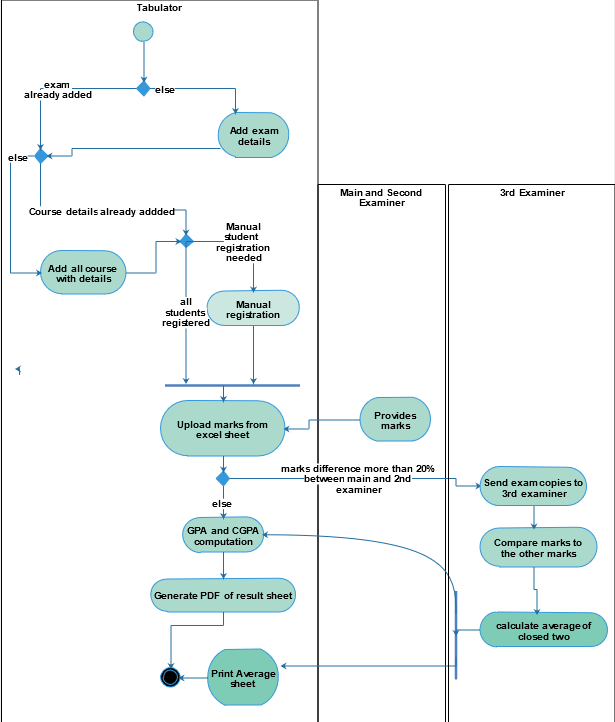 Tabulator
exam
already added
else
Add exam
details
else
Main and Second
Examiner
3rd Examiner
Course details already addded
Manual
student
registration
needed
Add all course
with details
all
students
registered
Manual
registration
Provides
marks
Upload marks from
excel sheet
marks difference more than 20%
between main and 2nd
examiner
Send exam copies to
3rd examiner
else
GPA and CGPA
computation
Compare marks to
the other marks
Generate PDF of result sheet
calculate average of
closed two
Print Average
sheet